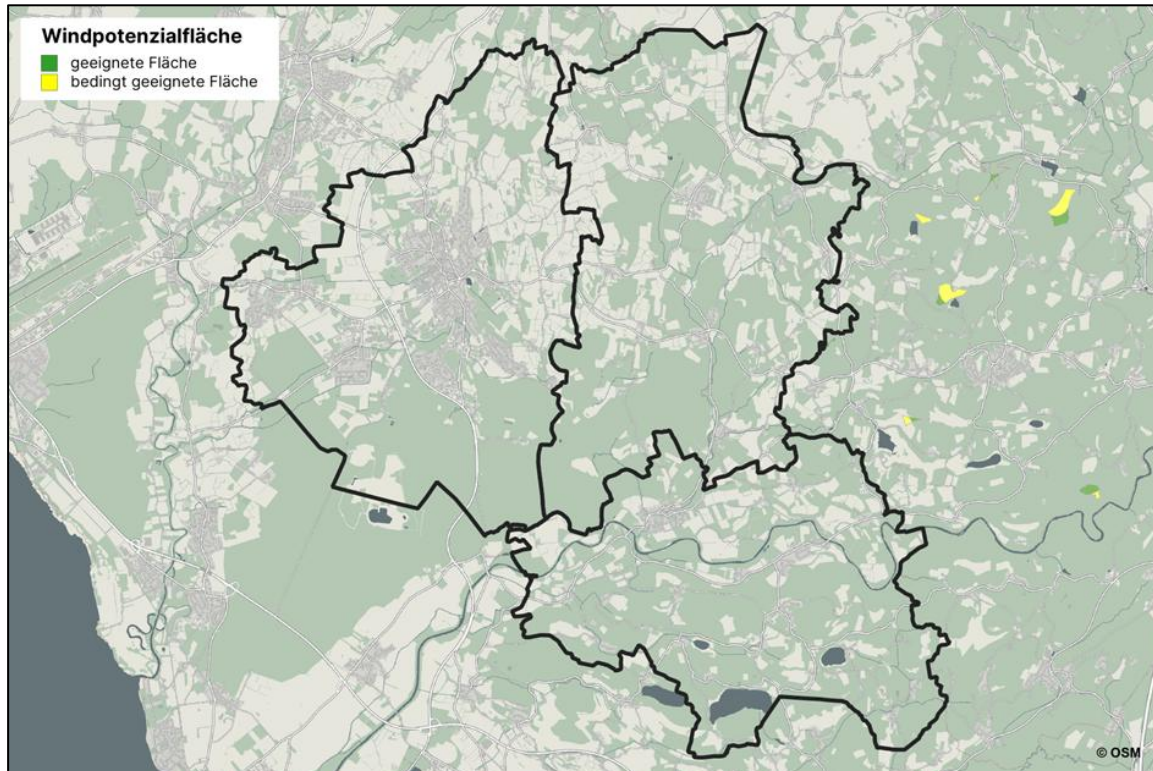 Windpotenzialfläche
geeignete Fläche
bedingt geeignete Fläche
© OSM